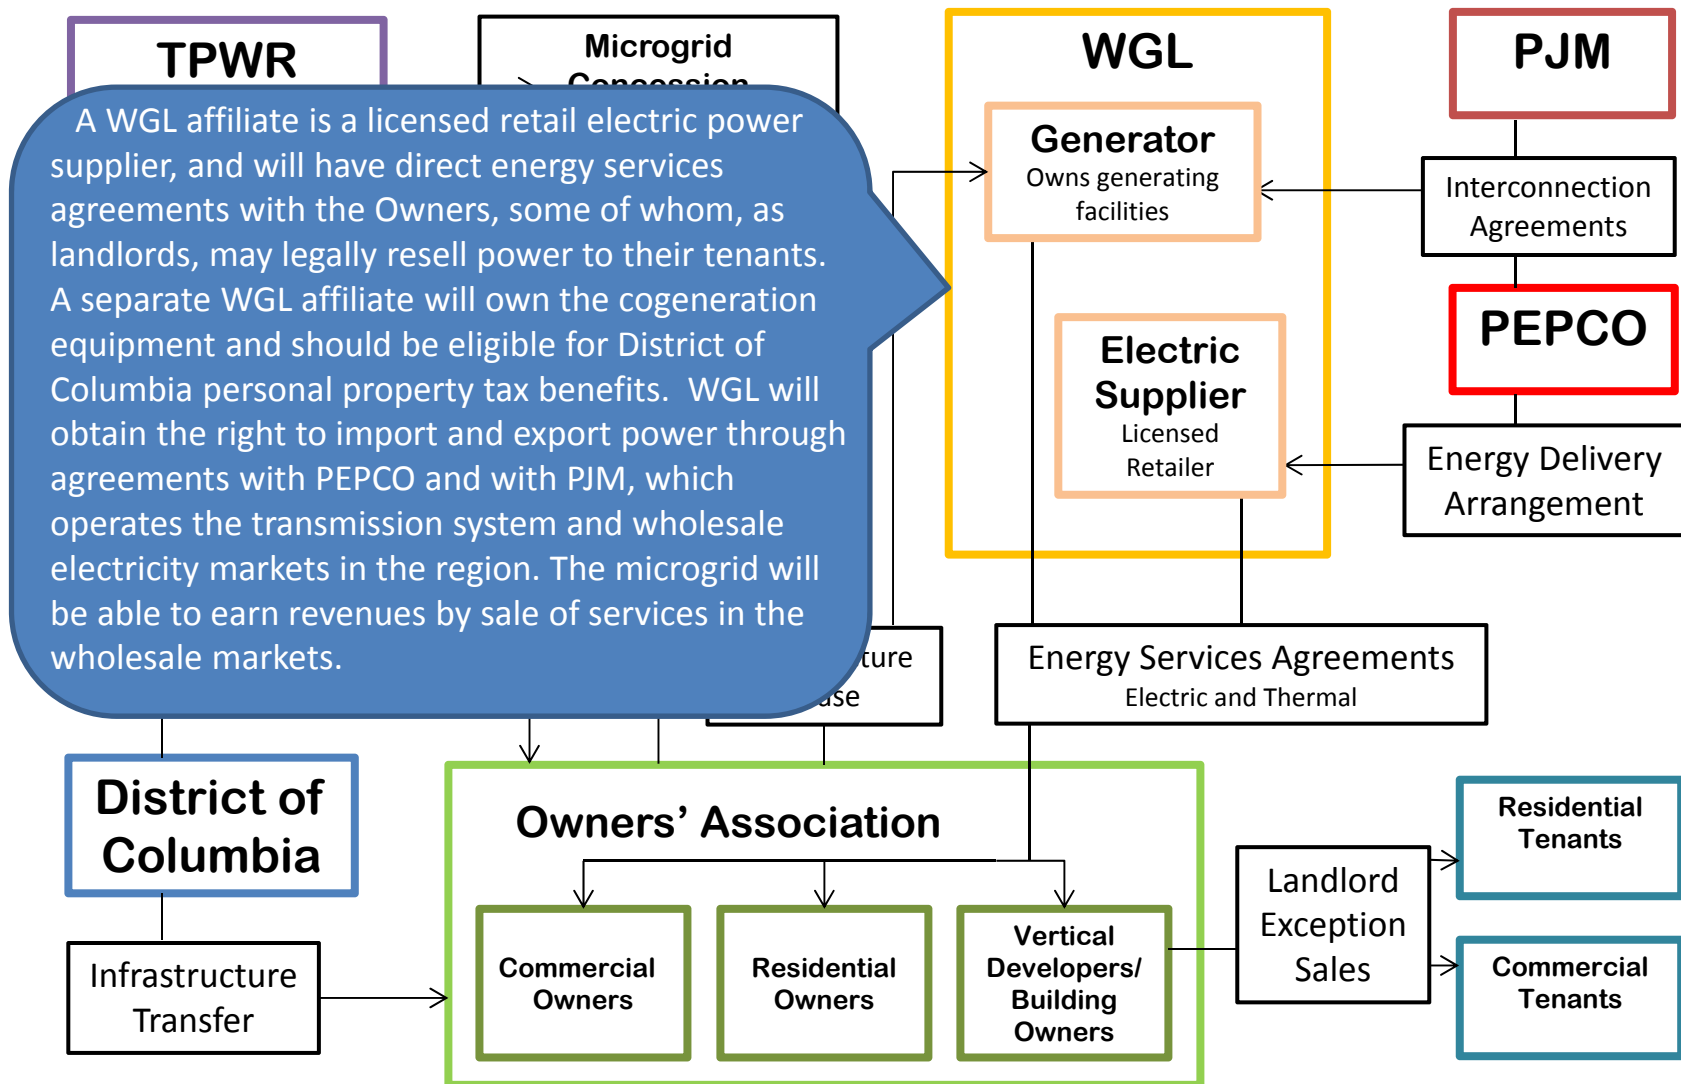 TPWR
Microgrid
Concession
A WGL affiliate is a licensed retail electric power
supplier, and will have direct energy services
agreements with the Owners, some of whom, as
landlords, may legally resell power to their tenants.
A separate WGL affiliate will own the cogeneration
equipment and should be eligible for District of
Columbia personal property tax benefits.  WGL will
obtain the right to import and export power through
agreements with PEPCO and with PJM, which
operates the transmission system and wholesale
electricity markets in the region. The microgrid will
be able to earn revenues by sale of services in the
wholesale markets.
WGL
Generator
Owns generating
facilities
Electric
Supplier
Licensed
Retailer
PJM
Interconnection
Agreements
PEPCO
Energy Delivery
Arrangement
ture
Energy Services Agreements
Electric and Thermal
District of
Columbia
Infrastructure
Transfer
Owners’ Association
Commercial
Owners
Residential
Owners
Vertical
Developers/
Building
Owners
Landlord
Exception
Sales
Residential
Tenants
Commercial
Tenants